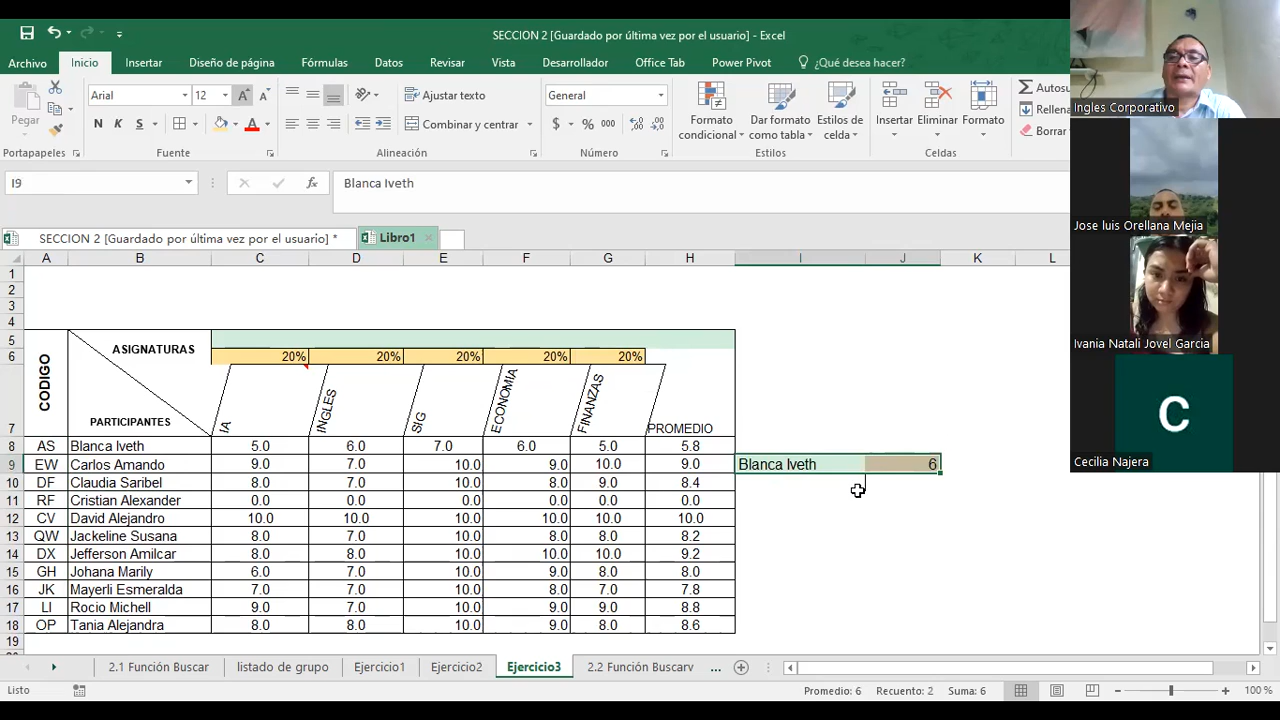 SECCION 2 [Guardado por última vez por el usuario] - Excel
Archivo Inicio Insertar Diseño de página Fórmulas Datos Revisar Vista Desarrollador Office Tab Power Pivot ¿Qué desea hacer?
Pegar
Arial 12 A A
N K S A
Ajustar texto
Combinar y centrar
General
$ % 000
Formato condicional
Dar formato como tabla
Estilos de celda
Insertar Eliminar Formato
Autosu
Rellena
Borrar
Portapapeles Fuente Alineación Número Estilos Celdas
I9 fx Blanca Iveth
SECCION 2 [Guardado por última vez por el usuario] * Libro1
A B C D E F G H I J K L
1
2
3
4
5
6 20% 20% 20% 20% 20%
7 CODIGO ASIGNATURAS PARTICIPANTES IA INGLES SIG ECONOMIA FINANZAS PROMEDIO
8 AS Blanca Iveth 5.0 6.0 7.0 6.0 5.0 5.8
9 EW Carlos Amando 9.0 7.0 10.0 9.0 10.0 9.0 Blanca Iveth 6
10 DF Claudia Saribel 8.0 7.0 10.0 8.0 9.0 8.4
11 RF Cristian Alexander 0.0 0.0 0.0 0.0 0.0 0.0
12 CV David Alejandro 10.0 10.0 10.0 10.0 10.0 10.0
13 QW Jackeline Susana 8.0 7.0 10.0 8.0 8.0 8.2
14 DX Jefferson Amilcar 8.0 8.0 10.0 10.0 10.0 9.2
15 GH Johana Marily 6.0 7.0 10.0 9.0 8.0 8.0
16 JK Mayerli Esmeralda 7.0 7.0 10.0 8.0 7.0 7.8
17 LI Rocio Michell 9.0 7.0 10.0 9.0 9.0 8.8
18 OP Tania Alejandra 8.0 8.0 10.0 9.0 8.0 8.6
19
2.1 Función Buscar listado de grupo Ejercicio1 Ejercicio2 Ejercicio3 2.2 Función Buscarv ...
Listo Promedio: 6 Recuento: 2 Suma: 6 100 %
Ingles Corporativo
Jose luis Orellana Mejia
Ivania Natali Jovel Garcia
C
Cecilia Najera